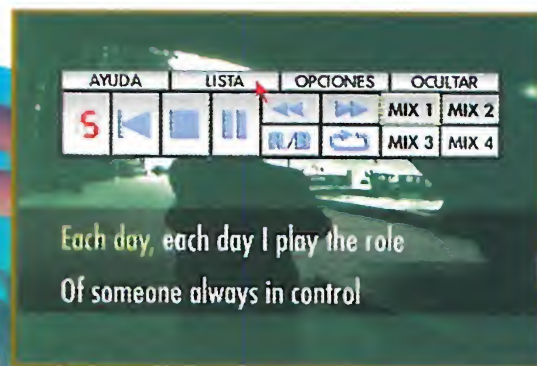 AYUDA LISTA OPCIONES OCULTAR
5 MIX 1 MIX 2
MIX 3 MIX 4
Each day, each day I play the role
Of someone always in control